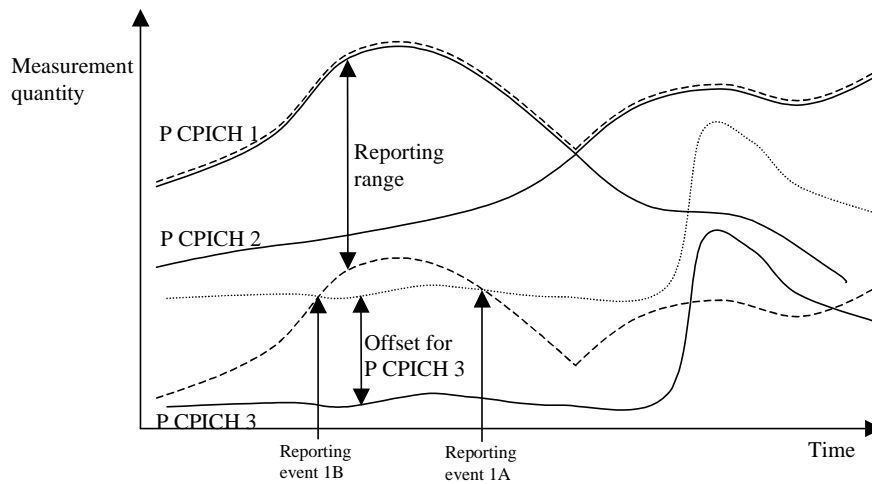 Measurement
quantity
P CPICH 1
Reporting
range
P CPICH 2
Offset for
P CPICH 3
P CPICH 3
Reporting
event 1B
Reporting
event 1A
Time